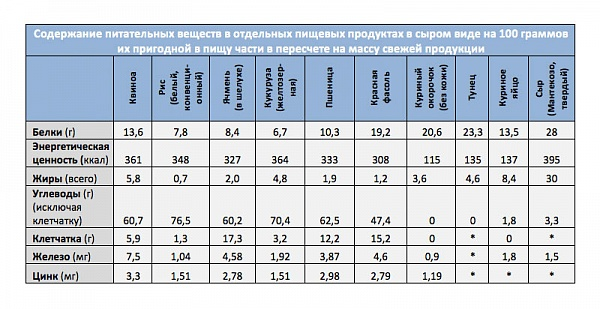 Содержание питательных веществ в отдельных пищевых продуктах в сыром виде на 100 граммов
их пригодной в пищу части в пересчете на массу свежей продукции
Киноа
Рис
(белый,
конвенци-
онный)
Ячмень
(в шелухе)
Кукуруза
(желтозер-
ная)
Пшеница
Красная
фасоль
Куриный
окорочок
(без кожи)
Тунец
Куриное
яйцо
Сыр
(Мантекозо,
твердый)
Белки (г) 13,6 7,8 8,4 6,7 10,3 19,2 20,6 23,3 13,5 28
Энергетическая
ценность (ккал) 361 348 327 364 333 308 115 135 137 395
Жиры (всего) 5,8 0,7 2,0 4,8 1,9 1,2 3,6 4,6 8,4 30
Углеводы (г)
(исключая
клетчатку) 60,7 76,5 60,2 70,4 62,5 47,4 0 0 1,8 3,3
Клетчатка (г) 5,9 1,3 17,3 3,2 12,2 15,2 0 * * *
Железо (мг) 7,5 1,04 4,58 1,92 3,87 4,6 0,9 * 1,8 1,5
Цинк (мг) 3,3 1,51 2,78 1,51 2,98 2,79 1,19 * * *